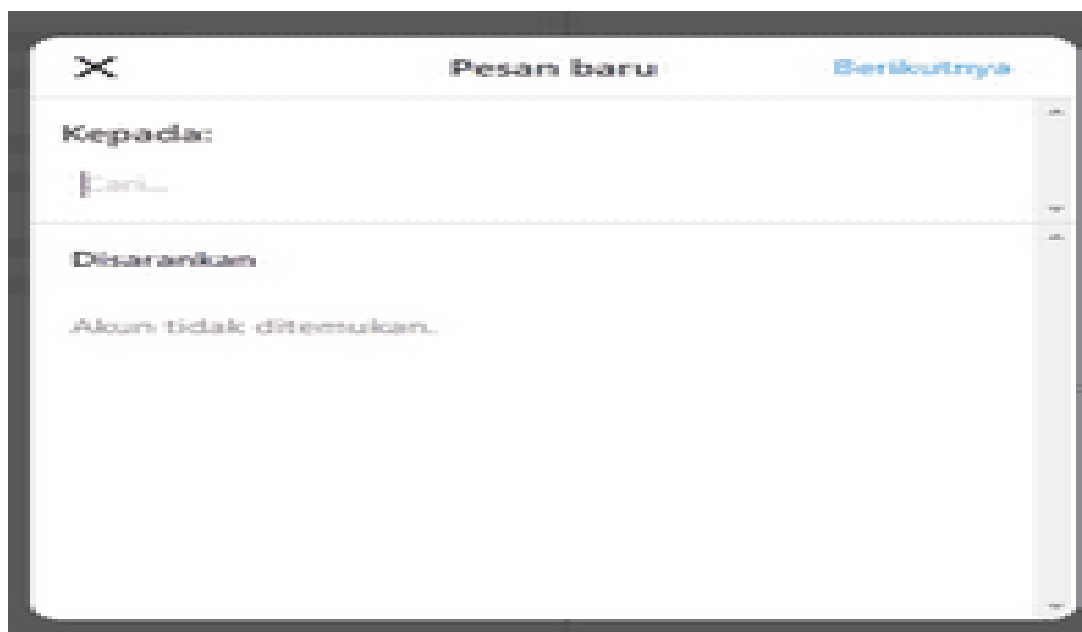 Pesan baru
Berikutnya
Kepada:
Cari...
Disarankan
Akun tidak ditemukan.